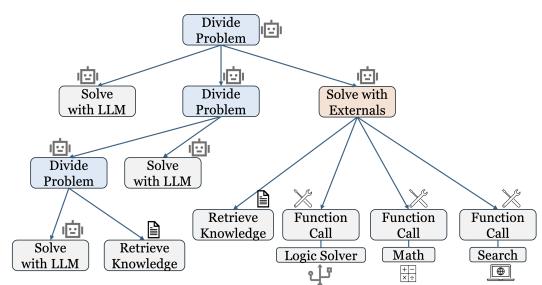 Divide
Problem
Solve
with LLM
Divide
Problem
Solve with
Externals
Divide
Problem
Solve
with LLM
Solve
with LLM
Retrieve
Knowledge
Retrieve
Knowledge
Function
Call
Function
Call
Function
Call
Logic Solver
Math
Search